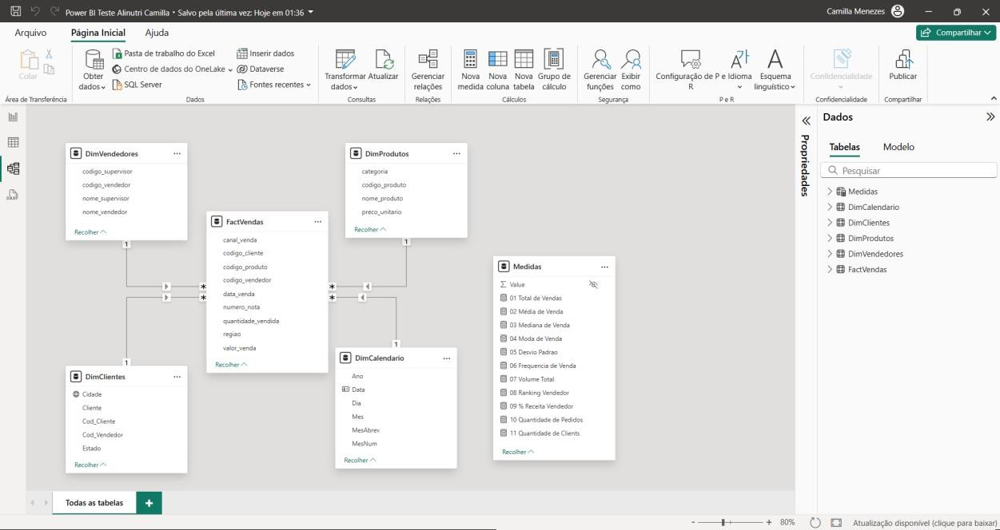 Power BI Teste Alinutri Camilla • Salvo pela última vez: Hoje em 01:36
Camilla Menezes
Arquivo
Página Inicial
Ajuda
Compartilhar
Colar
Área de Transferência
Obter dados
Pasta de trabalho do Excel
Centro de dados do OneLake
SQL Server
Inserir dados
Dataverse
Fontes recentes
Dados
Transformar dados
Atualizar
Consultas
Gerenciar relações
Relações
Nova medida
Nova coluna
Nova tabela
Grupo de cálculo
Cálculos
Gerenciar funções
Exibir como
Segurança
Configuração de P e R
Idioma
Esquema linguístico
P e R
Confidencialidade
Confidencialidade
Publicar
Compartilhar
DimVendedores
codigo_supervisor
codigo_vendedor
nome_supervisor
nome_vendedor
Recolher
1
FactVendas
canal_venda
codigo_cliente
codigo_produto
codigo_vendedor
data_venda
numero_nota
quantidade_vendida
regiao
valor_venda
Recolher
*
*
*
*
DimProdutos
categoria
codigo_produto
nome_produto
preco_unitario
Recolher
1
1
DimClientes
Cidade
Cliente
Cod_Cliente
Cod_Vendedor
Estado
Recolher
1
DimCalendario
Ano
Data
Dia
Mes
MesAbrev
MesNum
Recolher
Medidas
Value
01 Total de Vendas
02 Média de Venda
03 Mediana de Venda
04 Moda de Venda
05 Desvio Padrao
06 Frequencia de Venda
07 Volume Total
08 Ranking Vendedor
09 % Receita Vendedor
10 Quantidade de Pedidos
11 Quantidade de Clients
Recolher
Propriedades
Dados
Tabelas
Modelo
Pesquisar
Medidas
DimCalendario
DimClientes
DimProdutos
DimVendedores
FactVendas
Todas as tabelas
+
- + 80%
Atualização disponível (clique para baixar)